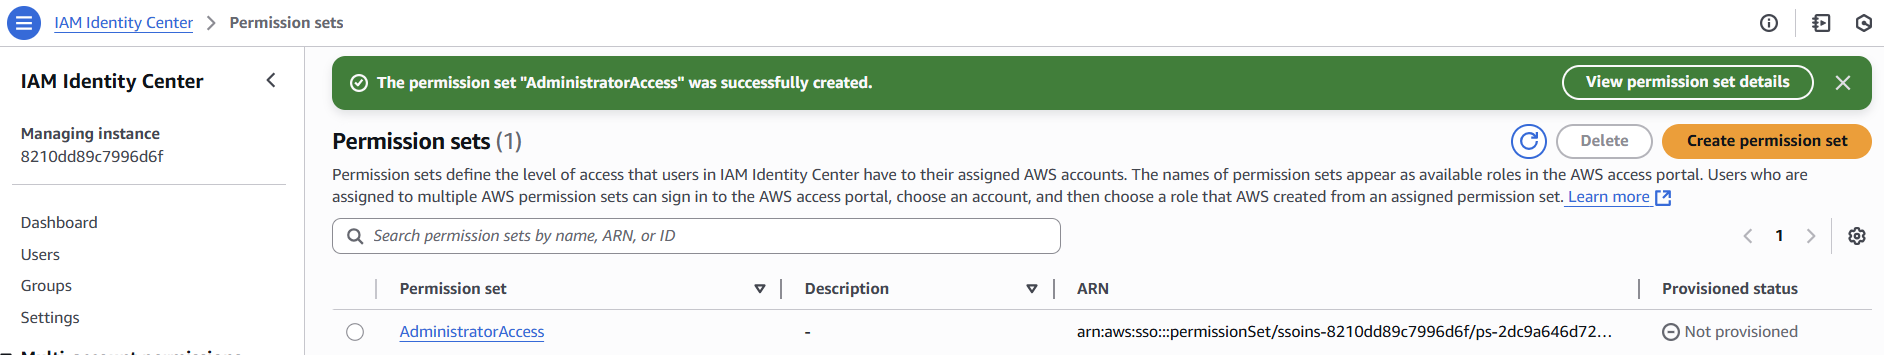 IAM Identity Center > Permission sets
IAM Identity Center
Managing instance
8210dd89c7996d6f
Dashboard
Users
Groups
Settings
Multi-account permissions
The permission set "AdministratorAccess" was successfully created.
View permission set details
Permission sets (1)
Delete
Create permission set
Permission sets define the level of access that users in IAM Identity Center have to their assigned AWS accounts. The names of permission sets appear as available roles in the AWS access portal. Users who are
assigned to multiple AWS permission sets can sign in to the AWS access portal, choose an account, and then choose a role that AWS created from an assigned permission set. Learn more
Search permission sets by name, ARN, or ID
1
Permission set Description ARN Provisioned status
AdministratorAccess - arn:aws:sso:::permissionSet/ssoins-8210dd89c7996d6f/ps-2dc9a646d72... Not provisioned